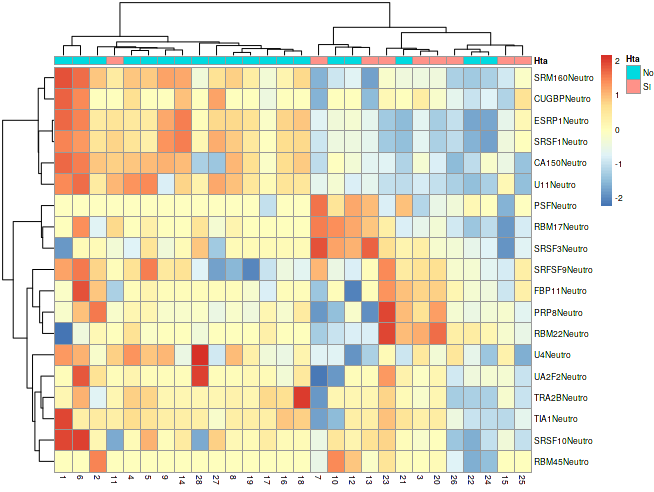 Hta
SRM160Neutro
CUGBPNeutro
ESRP1Neutro
SRSF1Neutro
CA150Neutro
U11Neutro
PSFNeutro
RBM17Neutro
SRSF3Neutro
SRFSF9Neutro
FBP11Neutro
PRP8Neutro
RBM22Neutro
U4Neutro
UA2F2Neutro
TRA2BNeutro
TIA1Neutro
SRSF10Neutro
RBM45Neutro
1 6 2 11 4 5 9 14 28 27 8 19 17 16 18 7 10 12 13 23 21 3 20 26 22 24 15 25
2
1
0
-1
-2
Hta
No
SI